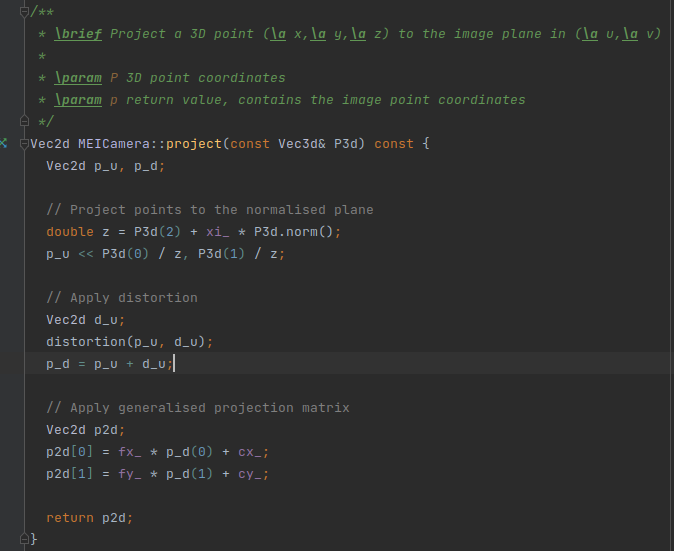 /**
 * \brief Project a 3D point (\a x,\a y,\a z) to the image plane in (\a u,\a v)
 *
 * \param P 3D point coordinates
 * \param p return value, contains the image point coordinates
 */
Vec2d MEICamera::project(const Vec3d& P3d) const {
  Vec2d p_u, p_d;

  // Project points to the normalised plane
  double z = P3d(2) + xi_ * P3d.norm();
  p_u << P3d(0) / z, P3d(1) / z;

  // Apply distortion
  Vec2d d_u;
  distortion(p_u, d_u);
  p_d = p_u + d_u;

  // Apply generalised projection matrix
  Vec2d p2d;
  p2d[0] = fx_ * p_d(0) + cx_;
  p2d[1] = fy_ * p_d(1) + cy_;

  return p2d;
}